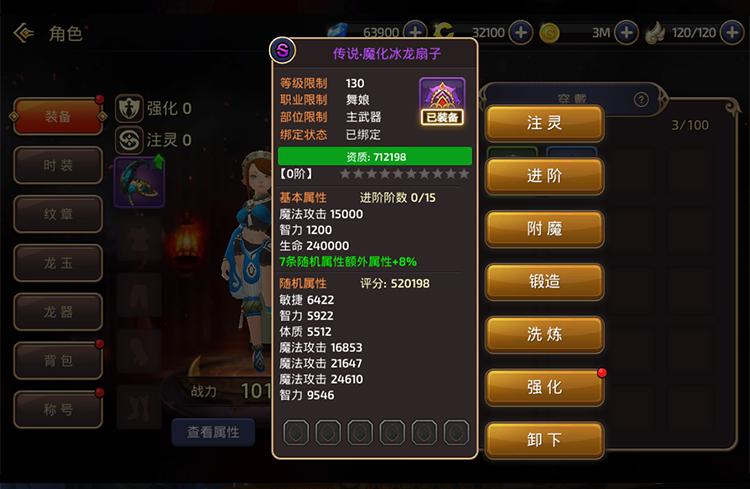 角色
63900
32100
3M
120/120
装备
时装
纹章
龙玉
龙器
背包
称号
强化 0
注灵 0
战力 101
查看属性
S
传说·魔化冰龙扇子
等级限制 130
职业限制 舞娘
部位限制 主武器
绑定状态 已绑定
已装备
资质: 712198
【0阶】
基本属性 进阶阶数 0/15
魔法攻击 15000
智力 1200
生命 240000
7条随机属性额外属性+8%
随机属性 评分: 520198
敏捷 6422
智力 5922
体质 5512
魔法攻击 16853
魔法攻击 21647
魔法攻击 24610
智力 9546
穿戴
?
3/100
注灵
进阶
附魔
锻造
洗炼
强化
卸下